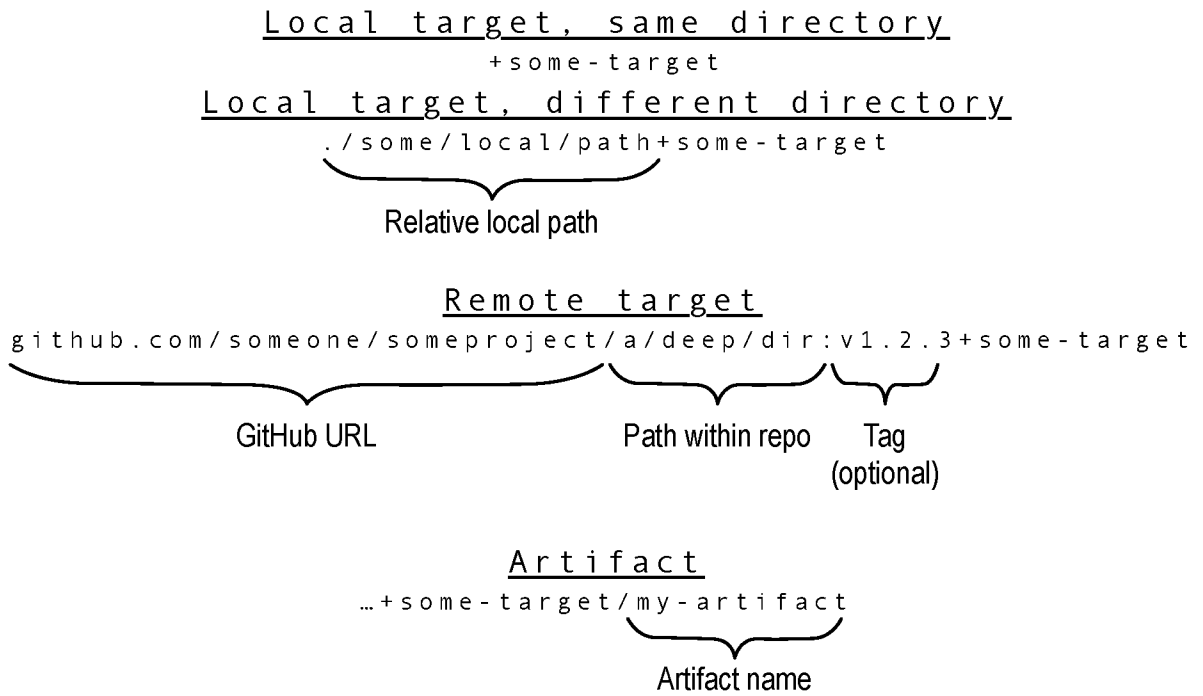 Local target, same directory
+some-target
Local target, different directory
./some/local/path+some-target
Relative local path
Remote target
github.com/someone/someproject/a/deep/dir:v1.2.3+some-target
GitHub URL Path within repo Tag
(optional)
Artifact
…+some-target/my-artifact
Artifact name